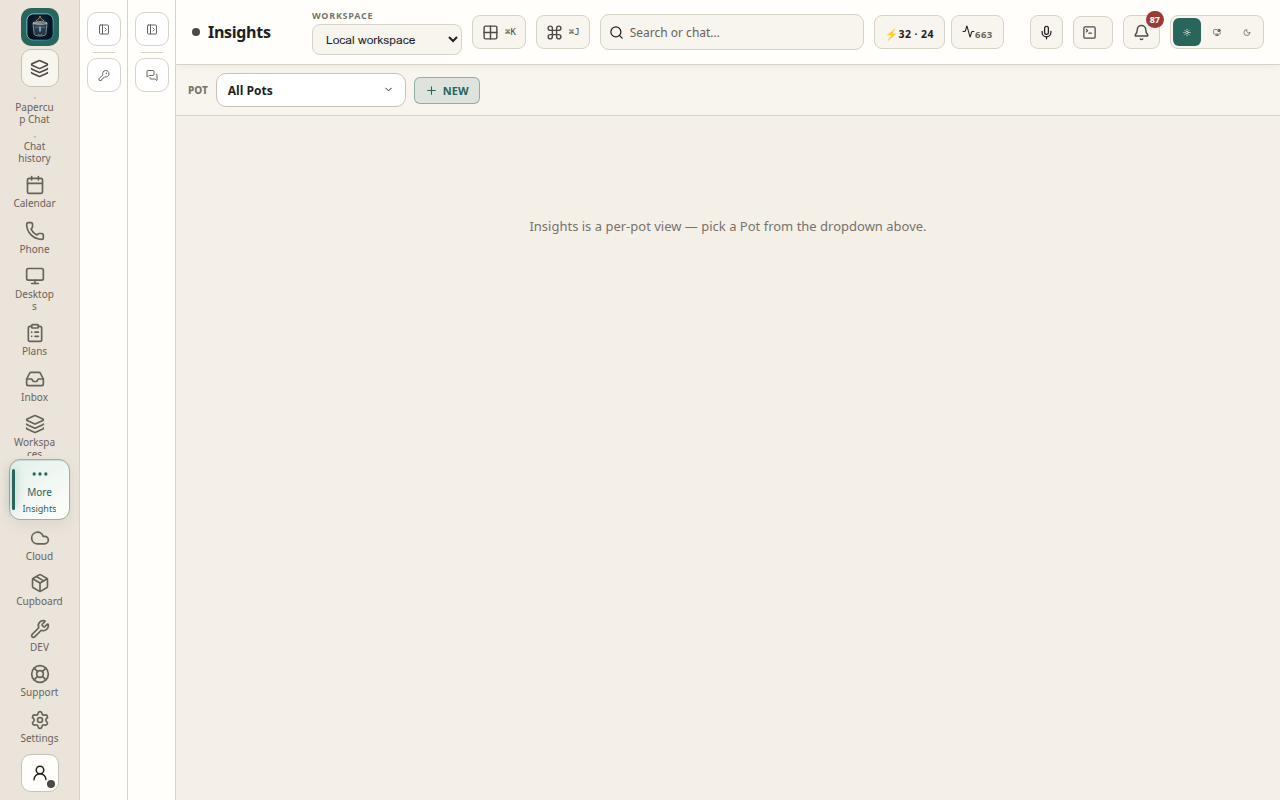 Insights
WORKSPACE
Local workspace
⌘K
⌘J
Search or chat...
⚡32 · 24
663
87
POT
All Pots
NEW
Insights is a per-pot view — pick a Pot from the dropdown above.
Papercu
p Chat
Chat
history
Calendar
Phone
Desktop
s
Plans
Inbox
Workspa
ces
More
Insights
Cloud
Cupboard
DEV
Support
Settings